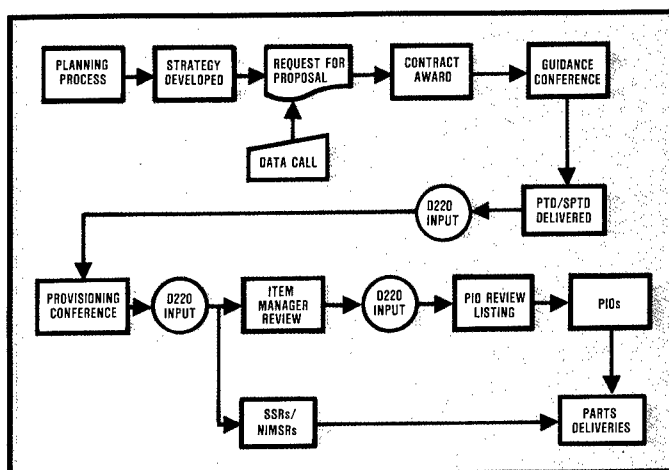 PLANNING
PROCESS
STRATEGY
DEVELOPED
REQUEST FOR
PROPOSAL
CONTRACT
AWARD
GUIDANCE
CONFERENCE
DATA CALL
D220
INPUT
PTD/SPTD
DELIVERED
PROVISIONING
CONFERENCE
D220
INPUT
ITEM
MANAGER
REVIEW
D220
INPUT
PIO REVIEW
LISTING
PIOs
SSRs/
NIMSRs
PARTS
DELIVERIES